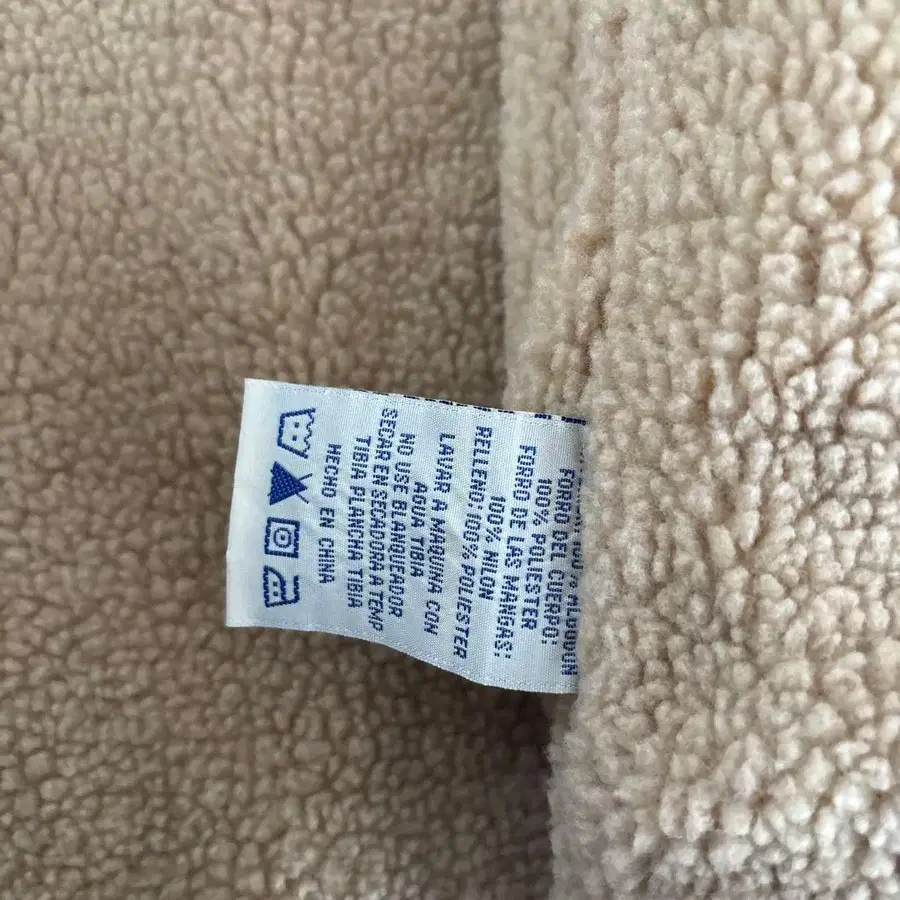 ALGODON
FORRO DEL CUERPO:
100% POLIESTER
FORRO DE LAS MANGAS:
100% NILON
RELLENO:100% POLIESTER
LAVAR A MAQUINA CON
AGUA TIBIA
NO USE BLANQUEADOR
SECAR EN SECADORA A TEMP
TIBIA PLANCHA TIBIA
HECHO EN CHINA